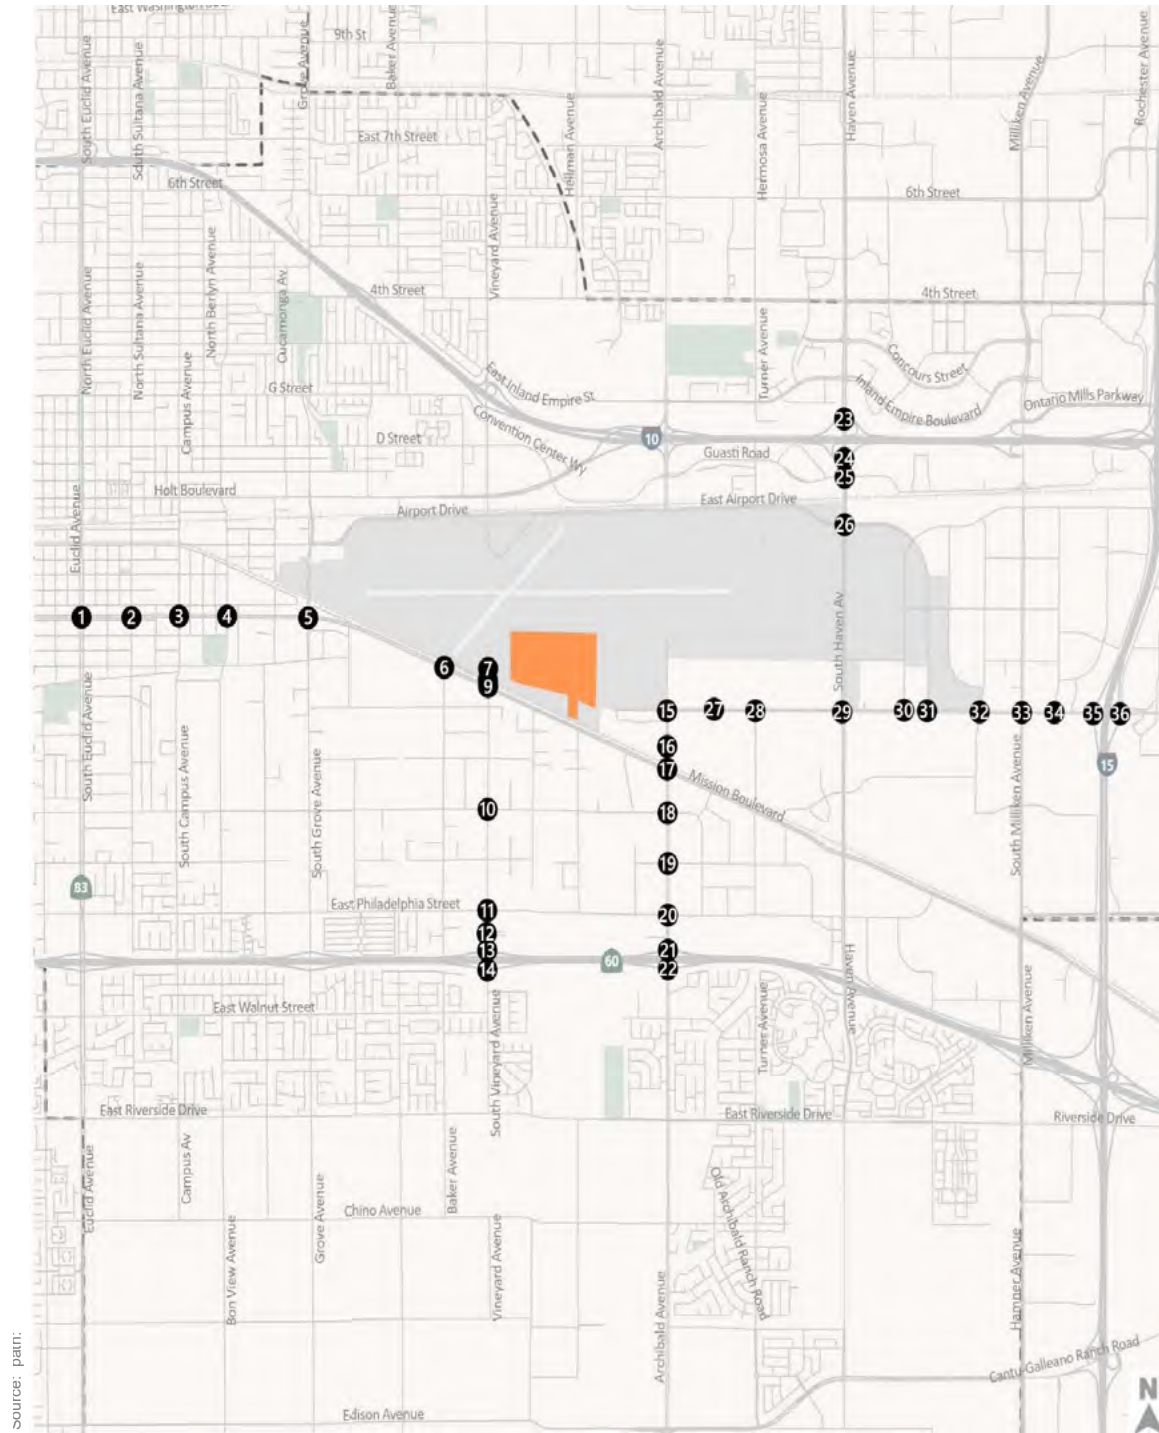 9th St
South Euclid Avenue
South Sultana Avenue
Grove Avenue
Baker Avenue
Archibald Avenue
Hermosa Avenue
Haven Avenue
Milliken Avenue
Rochester Avenue
East 7th Street
Hellman Avenue
6th Street
6th Street
Vineyard Avenue
North Berlyn Avenue
North Euclid Avenue
North Sultana Avenue
Cucamonga Av
4th Street
4th Street
Turner Avenue
Campus Avenue
G Street
East Inland Empire St
Concours Street
Inland Empire Boulevard
Ontario Mills Parkway
Convention Center Wy
D Street
10
23
Guasti Road
24
25
Holt Boulevard
Airport Drive
East Airport Drive
26
Euclid Avenue
1
2
3
4
5
6
7
9
South Haven Av
15
27
28
29
30
31
32
33
34
35
36
South Euclid Avenue
South Campus Avenue
South Grove Avenue
16
17
Mission Boulevard
South Milliken Avenue
15
10
18
19
83
East Philadelphia Street
11
20
12
13
21
14
60
22
Haven Avenue
East Walnut Street
South Vineyard Avenue
Turner Avenue
Milliken Avenue
East Riverside Drive
East Riverside Drive
Riverside Drive
Euclid Avenue
Campus Av
Baker Avenue
Chino Avenue
Grove Avenue
Bon View Avenue
Vineyard Avenue
Old Archibald Ranch Road
Archibald Avenue
Hamner Avenue
Cantu-Galleano Ranch Road
Edison Avenue
N
Source: